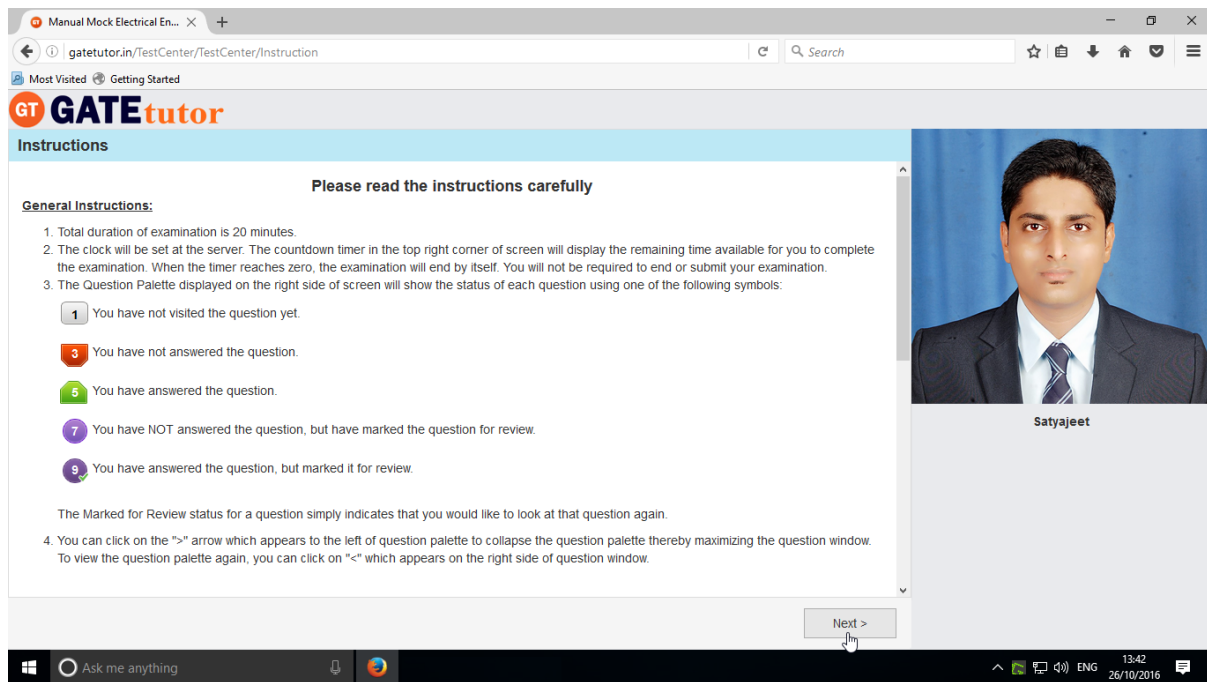 Manual Mock Electrical En...
gatetutor.in/TestCenter/TestCenter/Instruction
Search
Most Visited Getting Started
GT GATEtutor
Instructions
Please read the instructions carefully
General Instructions:
1. Total duration of examination is 20 minutes.
2. The clock will be set at the server. The countdown timer in the top right corner of screen will display the remaining time available for you to complete
the examination. When the timer reaches zero, the examination will end by itself. You will not be required to end or submit your examination.
3. The Question Palette displayed on the right side of screen will show the status of each question using one of the following symbols:
1 You have not visited the question yet.
3 You have not answered the question.
5 You have answered the question.
7 You have NOT answered the question, but have marked the question for review.
9 You have answered the question, but marked it for review.
The Marked for Review status for a question simply indicates that you would like to look at that question again.
4. You can click on the ">" arrow which appears to the left of question palette to collapse the question palette thereby maximizing the question window.
To view the question palette again, you can click on "<" which appears on the right side of question window.
Satyajeet
Next >
Ask me anything
ENG
13:42
26/10/2016